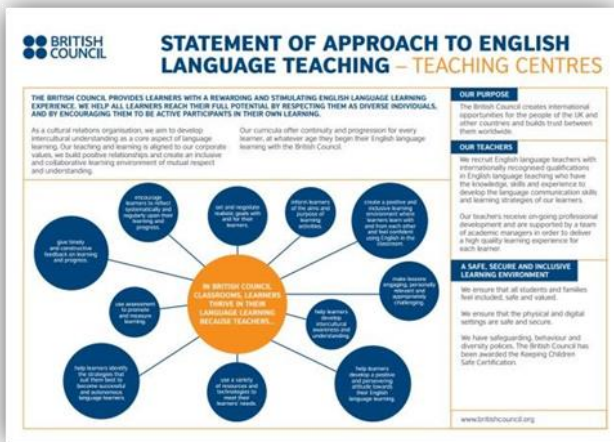 BRITISH
COUNCIL
STATEMENT OF APPROACH TO ENGLISH
LANGUAGE TEACHING – TEACHING CENTRES
THE BRITISH COUNCIL PROVIDES LEARNERS WITH A REWARDING AND STIMULATING ENGLISH LANGUAGE LEARNING
EXPERIENCE. WE HELP ALL LEARNERS REACH THEIR FULL POTENTIAL BY RESPECTING THEM AS DIVERSE INDIVIDUALS,
AND BY ENCOURAGING THEM TO BE ACTIVE PARTICIPANTS IN THEIR OWN LEARNING.
As a cultural relations organisation, we aim to develop
intercultural understanding as a core aspect of language
learning. Our teaching and learning is aligned to our corporate
values, we build positive relationships and create an inclusive
and collaborative learning environment of mutual respect
and understanding.
Our curricula offer continuity and progression for every
learner, at whatever age they begin their English language
learning with the British Council.
encourage
learners to reflect
systematically and
regularly upon their
learning and
progress.
set and negotiate
realistic goals with
and for their
learners.
inform learners
of the aims and
purpose of
learning
activities.
create a positive and
inclusive learning
environment where
learners learn with
and from each other
and feel confident
using English in the
classroom.
give timely
and constructive
feedback on learning
and progress.
make lessons
engaging, personally
relevant and
appropriately
challenging.
IN BRITISH COUNCIL
CLASSROOMS, LEARNERS
THRIVE IN THEIR
LANGUAGE LEARNING
BECAUSE TEACHERS...
use assessment
to promote
and measure
learning.
help learners
develop
intercultural
awareness and
understanding.
help learners identify
the strategies that
suit them best to
become successful
and autonomous
language learners.
use a variety
of resources and
technologies to
meet their
learners' needs.
help learners
develop a positive
and persevering
attitude towards
their English
language learning.
OUR PURPOSE
The British Council creates international
opportunities for the people of the UK and
other countries and builds trust between
them worldwide.
OUR TEACHERS
We recruit English language teachers with
internationally recognised qualifications
in English language teaching who have
the knowledge, skills and experience to
develop the language communication skills
and learning strategies of our learners.
Our teachers receive on-going professional
development and are supported by a team
of academic managers in order to deliver
a high quality learning experience for
each learner.
A SAFE, SECURE AND INCLUSIVE
LEARNING ENVIRONMENT
We ensure that all students and families
feel included, safe and valued.
We ensure that the physical and digital
settings are safe and secure.
We have safeguarding, behaviour and
diversity polices. The British Council has
been awarded the Keeping Children
Safe Certification.
www.britishcouncil.org